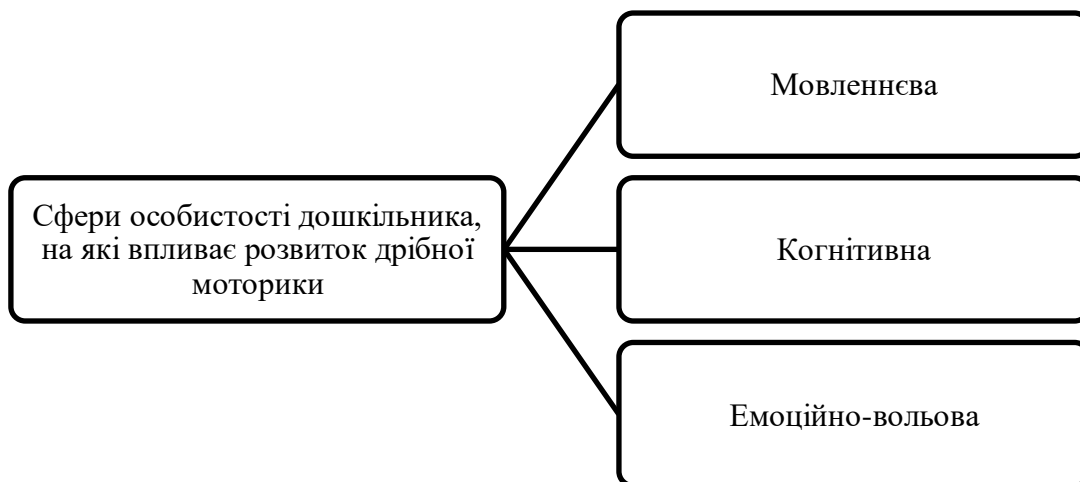 Сфери особистості дошкільника,
на які впливає розвиток дрібної
моторики
Мовленнєва
Когнітивна
Емоційно-вольова